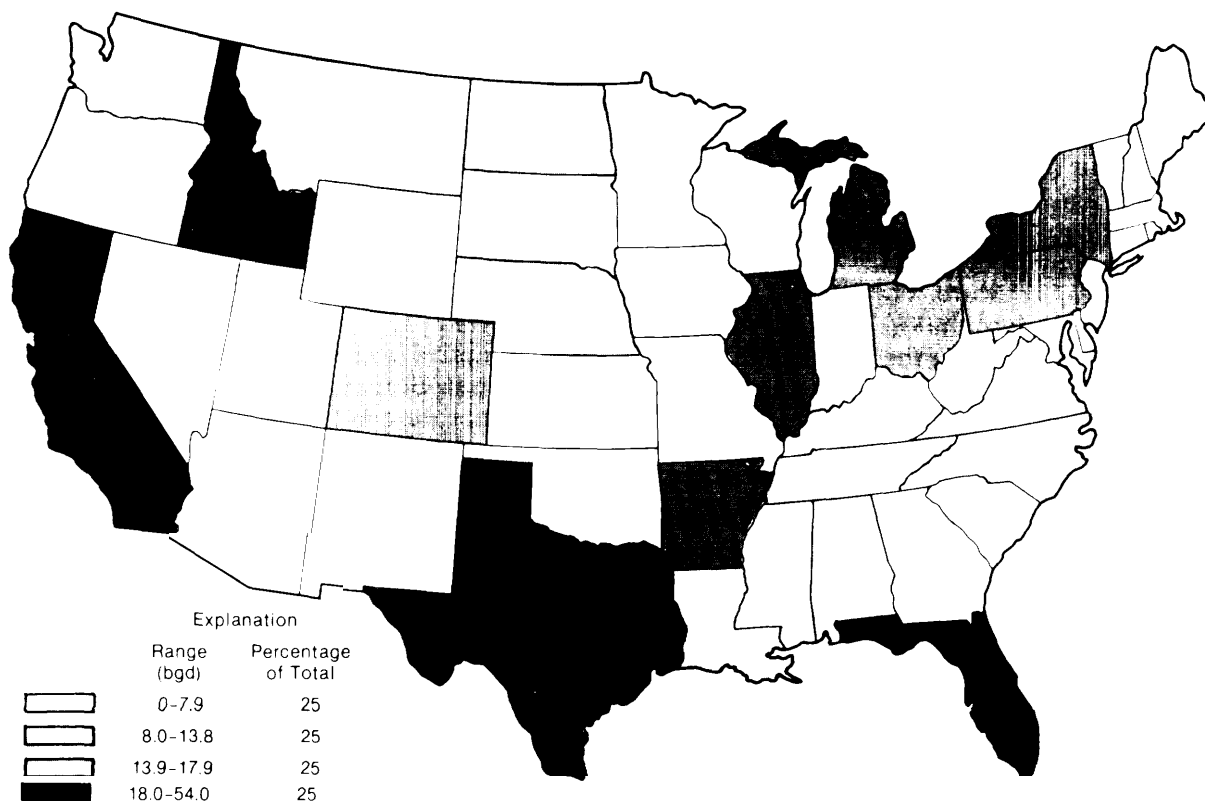 Explanation
Range Percentage
(bgd) of Total
0-7.9 25
8.0-13.8 25
13.9-17.9 25
18.0-54.0 25